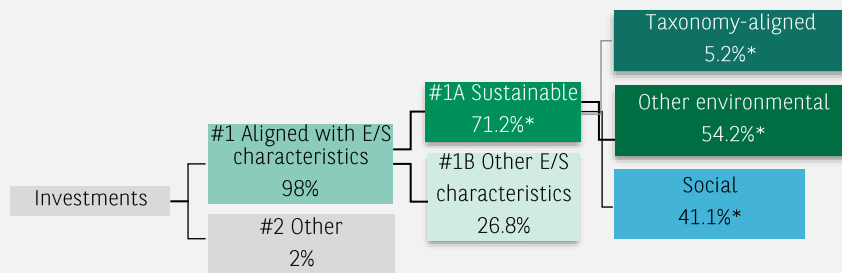 Taxonomy-aligned
5.2%*
#1A Sustainable
71.2%*
Other environmental
54.2%*
#1 Aligned with E/S
characteristics
98%
#1B Other E/S
characteristics
26.8%
Social
41.1%*
Investments
#2 Other
2%